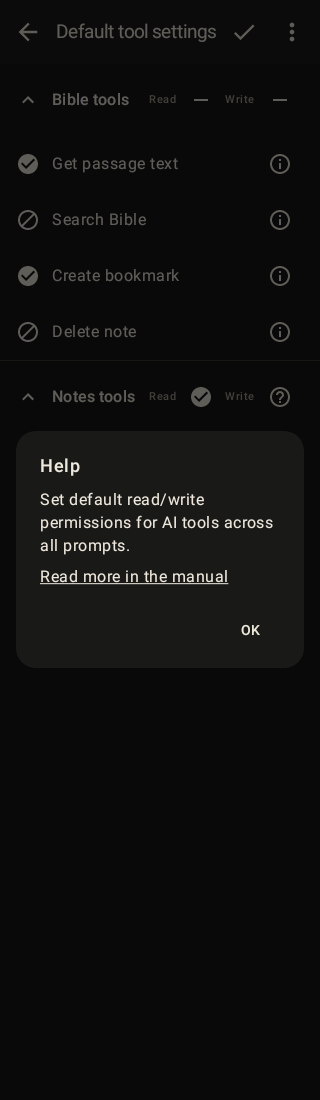 Default tool settings
Bible tools Read Write
Get passage text
Search Bible
Create bookmark
Delete note
Notes tools Read Write
Help
Set default read/write
permissions for AI tools across
all prompts.
Read more in the manual
OK